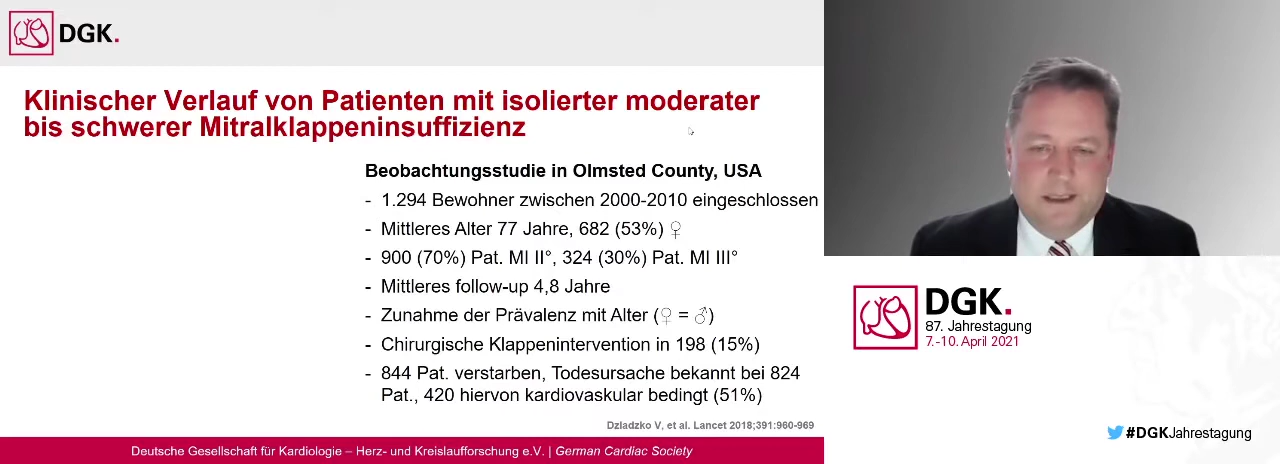 DGK.
Klinischer Verlauf von Patienten mit isolierter moderater
bis schwerer Mitralklappeninsuffizienz
Beobachtungsstudie in Olmsted County, USA
- 1.294 Bewohner zwischen 2000-2010 eingeschlossen
- Mittleres Alter 77 Jahre, 682 (53%) ♀
- 900 (70%) Pat. MI II°, 324 (30%) Pat. MI III°
- Mittleres follow-up 4,8 Jahre
- Zunahme der Prävalenz mit Alter (♀ = ♂)
- Chirurgische Klappenintervention in 198 (15%)
- 844 Pat. verstarben, Todesursache bekannt bei 824
Pat., 420 hiervon kardiovaskular bedingt (51%)
Dziadzko V, et al. Lancet 2018;391:960-969
Deutsche Gesellschaft für Kardiologie – Herz- und Kreislaufforschung e.V. | German Cardiac Society
DGK.
87. Jahrestagung
7.-10. April 2021
#DGKJahrestagung